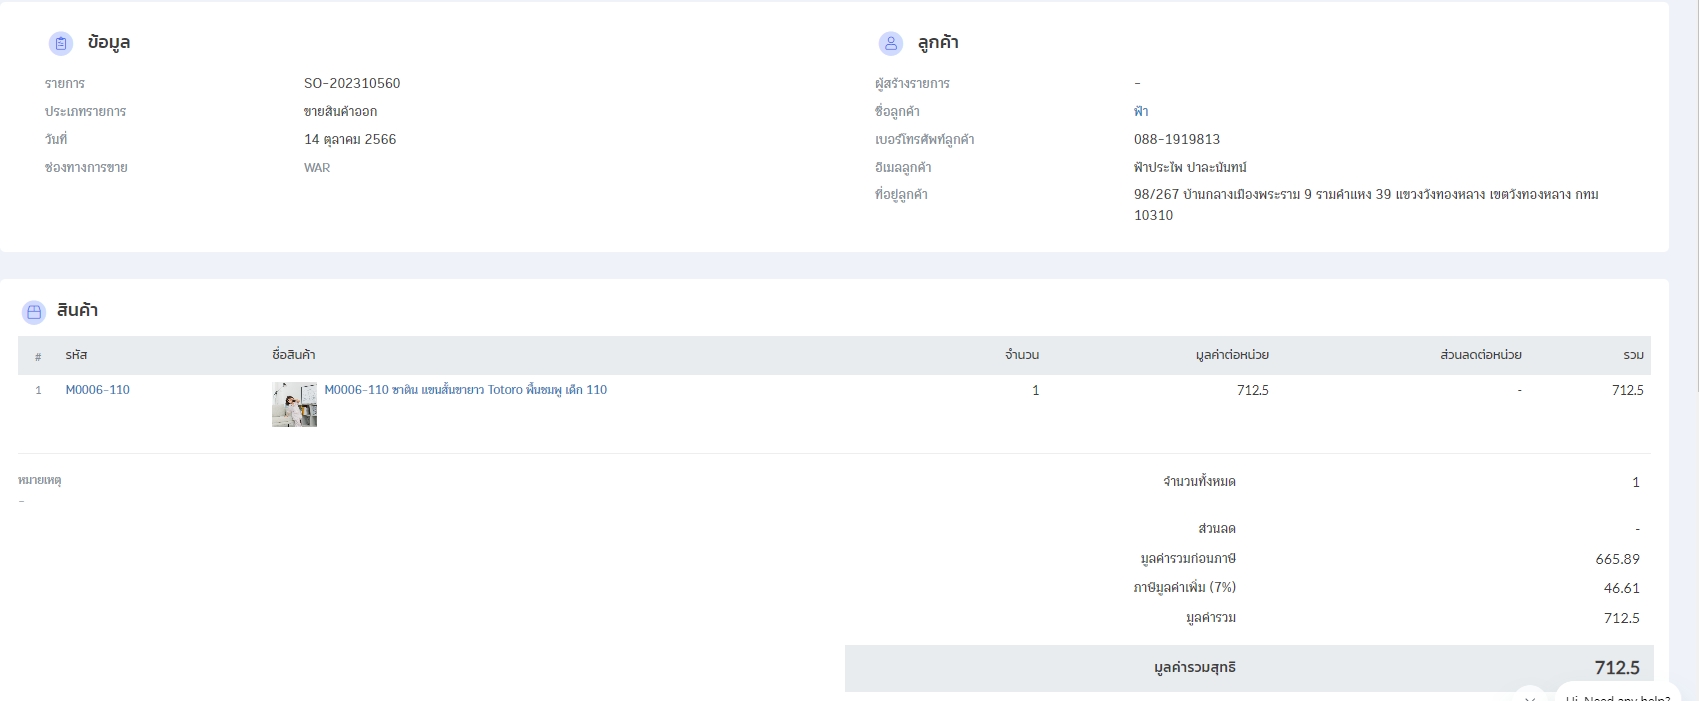 ข้อมูล
รายการ SO-202310560
ประเภทรายการ ขายสินค้าออก
วันที่ 14 ตุลาคม 2566
ช่องทางการขาย WAR
ลูกค้า
ผู้สร้างรายการ -
ชื่อลูกค้า ฟ้า
เบอร์โทรศัพท์ลูกค้า 088-1919813
อีเมลลูกค้า ฟ้าประไพ ปาละนันทน์
ที่อยู่ลูกค้า 98/267 บ้านกลางเมืองพระราม 9 รามคำแหง 39 แขวงวังทองหลาง เขตวังทองหลาง กทม
10310
สินค้า
# รหัส ชื่อสินค้า จำนวน มูลค่าต่อหน่วย ส่วนลดต่อหน่วย รวม
1 M0006-110 M0006-110 ซาติน แขนสั้นขายาว Totoro พื้นชมพู เด็ก 110 1 712.5 - 712.5
หมายเหตุ
-
จำนวนทั้งหมด 1
ส่วนลด -
มูลค่ารวมก่อนภาษี 665.89
ภาษีมูลค่าเพิ่ม (7%) 46.61
มูลค่ารวม 712.5
มูลค่ารวมสุทธิ 712.5
Hi. Need any help?